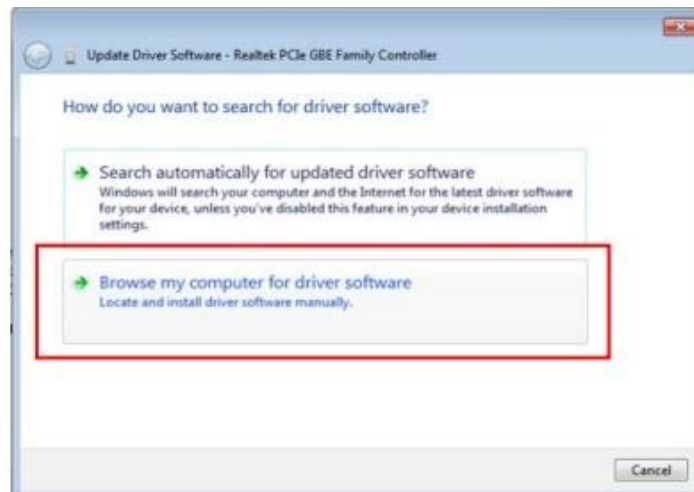 Update Driver Software - Realtek PCIe GBE Family Controller
How do you want to search for driver software?
Search automatically for updated driver software
Windows will search your computer and the Internet for the latest driver software
for your device, unless you've disabled this feature in your device installation
settings.
Browse my computer for driver software
Locate and install driver software manually.
Cancel